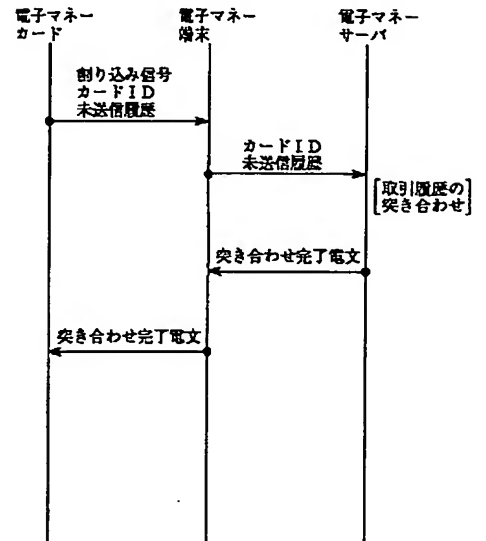 電子マネー
カード
電子マネー
端末
電子マネー
サーバ
割り込み信号
カードID
未送信履歴
カードID
未送信履歴
[取引履歴の
突き合わせ]
突き合わせ完了電文
突き合わせ完了電文